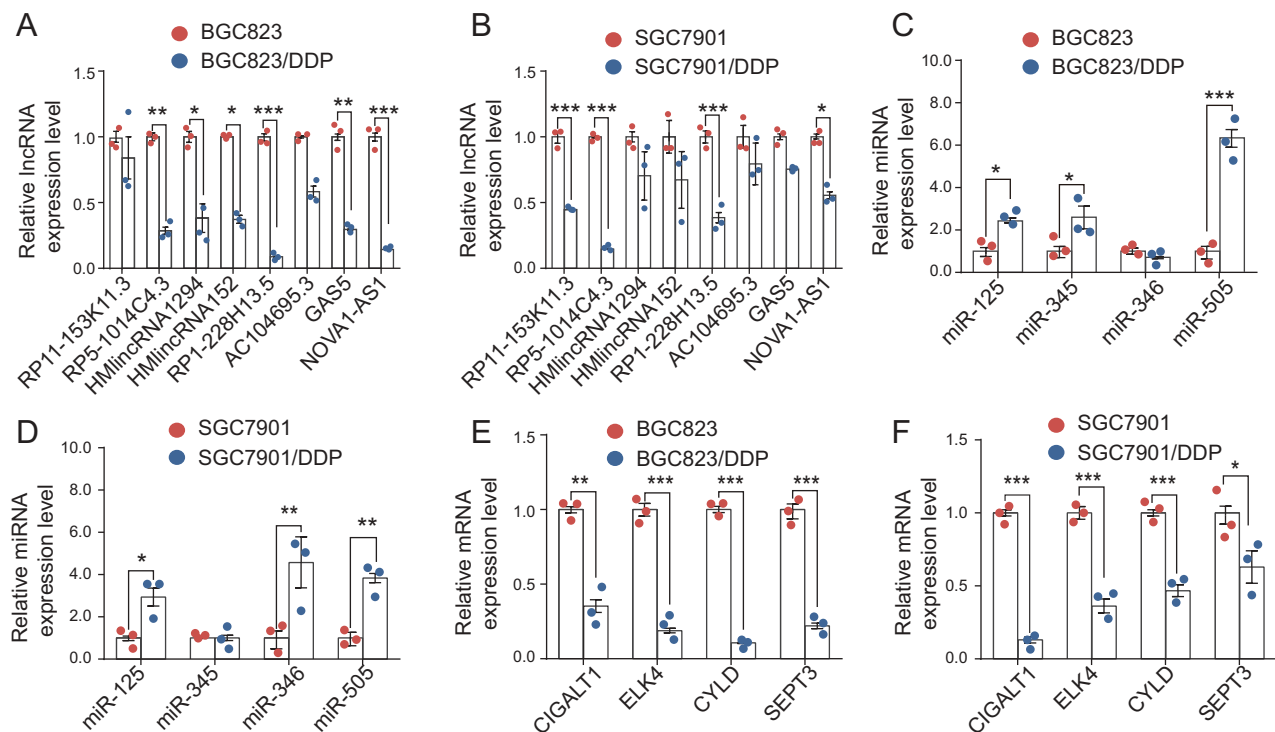 A
BGC823
BGC823/DDP
Relative lncRNA
expression level
1.5
1.0
0.5
0.0
** * * *** ** ***
RP11-153K11.3
RP5-1014C4.3
HMlincRNA1294
HMlincRNA152
RP1-228H13.5
AC104695.3
GAS5
NOVA1-AS1
B
SGC7901
SGC7901/DDP
Relative lncRNA
expression level
1.5
1.0
0.5
0.0
*** *** *** *
RP11-153K11.3
RP5-1014C4.3
HMlincRNA1294
HMlincRNA152
RP1-228H13.5
AC104695.3
GAS5
NOVA1-AS1
C
BGC823
BGC823/DDP
Relative miRNA
expression level
10.0
8.0
6.0
4.0
2.0
0.0
* * ***
miR-125
miR-345
miR-346
miR-505
D
SGC7901
SGC7901/DDP
Relative miRNA
expression level
10.0
8.0
6.0
4.0
2.0
0.0
* ** **
miR-125
miR-345
miR-346
miR-505
E
BGC823
BGC823/DDP
Relative mRNA
expression level
1.5
1.0
0.5
0.0
** *** *** ***
CIGALT1
ELK4
CYLD
SEPT3
F
SGC7901
SGC7901/DDP
Relative mRNA
expression level
1.5
1.0
0.5
0.0
*** *** *** *
CIGALT1
ELK4
CYLD
SEPT3